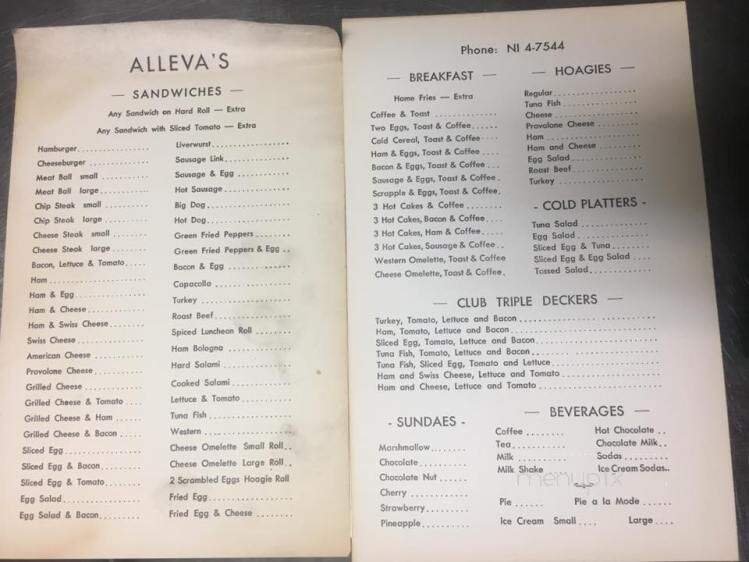 ALLEVA'S
— SANDWICHES —
Any Sandwich on Hard Roll — Extra
Any Sandwich with Sliced Tomato — Extra
Hamburger
Cheeseburger
Meat Ball small
Meat Ball large
Chip Steak small
Chip Steak large
Cheese Steak small
Cheese Steak large
Bacon, Lettuce & Tomato
Ham
Ham & Egg
Ham & Cheese
Ham & Swiss Cheese
Swiss Cheese
American Cheese
Provolone Cheese
Grilled Cheese
Grilled Cheese & Tomato
Grilled Cheese & Ham
Grilled Cheese & Bacon
Sliced Egg
Sliced Egg & Bacon
Sliced Egg & Tomato
Egg Salad
Egg Salad & Bacon
Liverwurst
Sausage Link
Sausage & Egg
Hot Sausage
Big Dog
Hot Dog
Green Fried Peppers
Green Fried Peppers & Egg
Bacon & Egg
Capacolla
Turkey
Roast Beef
Spiced Luncheon Roll
Ham Bologna
Hard Salami
Cooked Salami
Lettuce & Tomato
Tuna Fish
Western
Cheese Omelette Small Roll
Cheese Omelette Large Roll
2 Scrambled Eggs Hoagie Roll
Fried Egg
Fried Egg & Cheese
Phone: NI 4-7544
— BREAKFAST —
Home Fries — Extra
Coffee & Toast
Two Eggs, Toast & Coffee
Cold Cereal, Toast & Coffee
Ham & Eggs, Toast & Coffee
Bacon & Eggs, Toast & Coffee
Sausage & Eggs, Toast & Coffee
Scrapple & Eggs, Toast & Coffee
3 Hot Cakes & Coffee
3 Hot Cakes, Bacon & Coffee
3 Hot Cakes, Ham & Coffee
3 Hot Cakes, Sausage & Coffee
Western Omelette, Toast & Coffee
Cheese Omelette, Toast & Coffee
— HOAGIES —
Regular
Tuna Fish
Cheese
Provalone Cheese
Ham
Ham and Cheese
Egg Salad
Roast Beef
Turkey
- COLD PLATTERS -
Tuna Salad
Egg Salad
Sliced Egg & Tuna
Sliced Egg & Egg Salad
Tossed Salad
— CLUB TRIPLE DECKERS —
Turkey, Tomato, Lettuce and Bacon
Ham, Tomato, Lettuce and Bacon
Sliced Egg, Tomato, Lettuce and Bacon
Tuna Fish, Tomato, Lettuce and Bacon
Tuna Fish, Sliced Egg, Tomato and Lettuce
Ham and Swiss Cheese, Lettuce and Tomato
Ham and Cheese, Lettuce and Tomato
- SUNDAES -
Marshmallow
Chocolate
Chocolate Nut
Cherry
Strawberry
Pineapple
— BEVERAGES —
Coffee
Tea
Milk
Milk Shake
Hot Chocolate
Chocolate Milk
Sodas
Ice Cream Sodas
menupix
Pie
Pie a la Mode
Ice Cream Small
Large